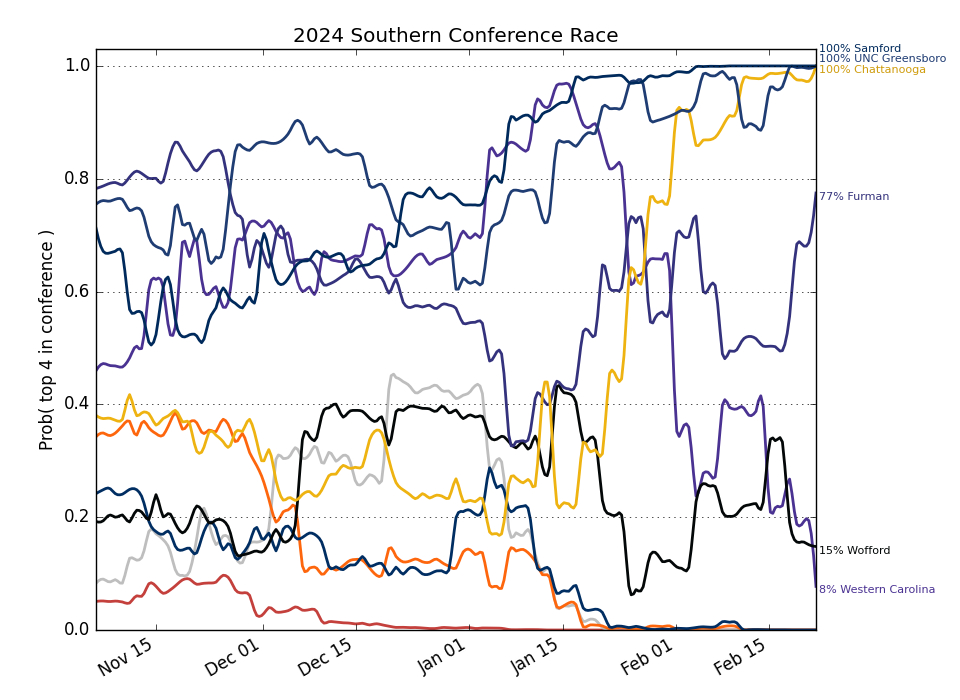 2024 Southern Conference Race
100% Samford
100% UNC Greensboro
100% Chattanooga
77% Furman
15% Wofford
8% Western Carolina
Prob( top 4 in conference )
1.0
0.8
0.6
0.4
0.2
0.0
Nov 15
Dec 01
Dec 15
Jan 01
Jan 15
Feb 01
Feb 15